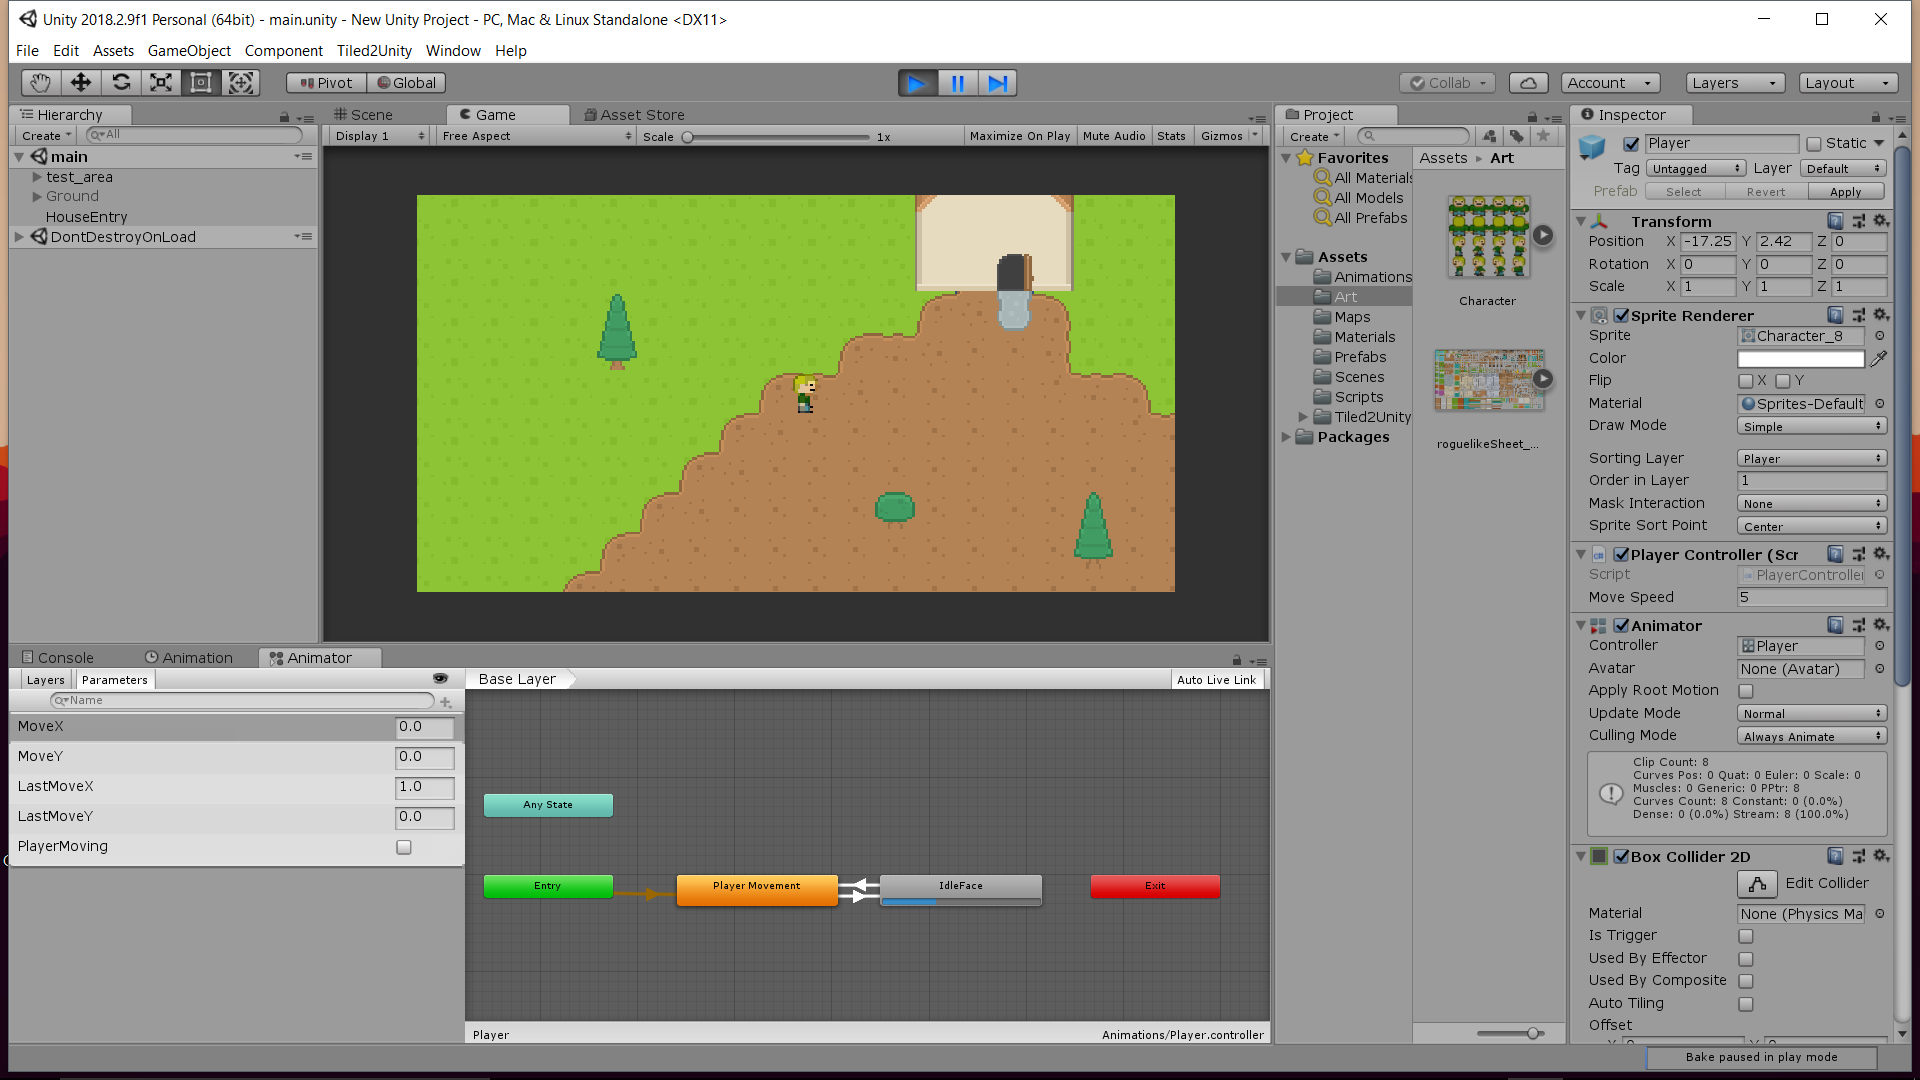 Unity 2018.2.9f1 Personal (64bit) - main.unity - New Unity Project - PC, Mac & Linux Standalone <DX11>
File Edit Assets GameObject Component Tiled2Unity Window Help
Pivot Global Collab Account Layers Layout
Hierarchy
Create All
main
test_area
Ground
HouseEntry
DontDestroyOnLoad
Scene Game Asset Store
Display 1 Free Aspect Scale 1x Maximize On Play Mute Audio Stats Gizmos
Project
Create
Favorites
All Materials
All Models
All Prefabs
Assets
Animations
Art
Maps
Materials
Prefabs
Scenes
Scripts
Tiled2Unity
Packages
Assets Art
Character
roguelikeSheet_...
Inspector
Player Static
Tag Untagged Layer Default
Prefab Select Revert Apply
Transform
Position X -17.25 Y 2.42 Z 0
Rotation X 0 Y 0 Z 0
Scale X 1 Y 1 Z 1
Sprite Renderer
Sprite Character_8
Color
Flip X Y
Material Sprites-Default
Draw Mode Simple
Sorting Layer Player
Order in Layer 1
Mask Interaction None
Sprite Sort Point Center
Player Controller (Scr
Script PlayerController
Move Speed 5
Animator
Controller Player
Avatar None (Avatar)
Apply Root Motion
Update Mode Normal
Culling Mode Always Animate
Clip Count: 8
Curves Pos: 0 Quat: 0 Euler: 0 Scale: 0
Muscles: 0 Generic: 0 PPtr: 8
Curves Count: 8 Constant: 0 (0.0%)
Dense: 0 (0.0%) Stream: 8 (100.0%)
Box Collider 2D
Edit Collider
Material None (Physics Ma
Is Trigger
Used By Effector
Used By Composite
Auto Tiling
Offset
Console Animation Animator
Layers Parameters
Name
MoveX 0.0
MoveY 0.0
LastMoveX 1.0
LastMoveY 0.0
PlayerMoving
Base Layer Auto Live Link
Any State
Entry Player Movement IdleFace Exit
Player Animations/Player.controller
Bake paused in play mode